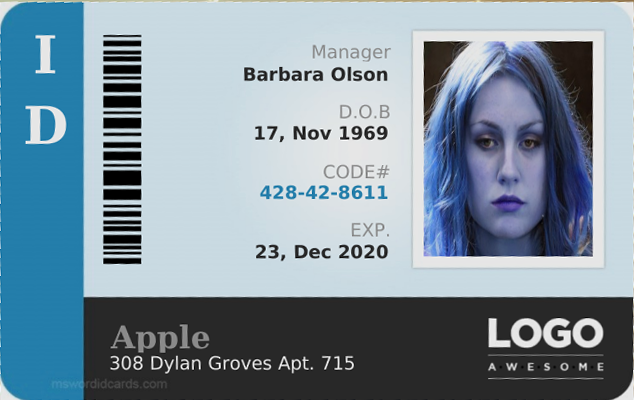 I
D
Manager
Barbara Olson
D.O.B
17, Nov 1969
CODE#
428-42-8611
EXP.
23, Dec 2020
Apple
308 Dylan Groves Apt. 715
LOGO
A·W·E·S·O·M·E
mswordidcards.com